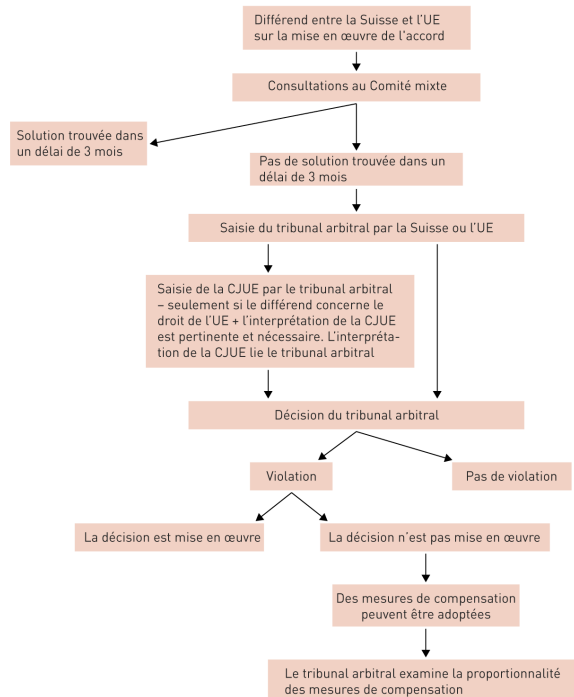 Différend entre la Suisse et l'UE
sur la mise en œuvre de l'accord
Consultations au Comité mixte
Solution trouvée dans
un délai de 3 mois
Pas de solution trouvée dans un
délai de 3 mois
Saisie du tribunal arbitral par la Suisse ou l'UE
Saisie de la CJUE par le tribunal arbitral
– seulement si le différend concerne le
droit de l'UE + l'interprétation de la CJUE
est pertinente et nécessaire. L'interpréta-
tion de la CJUE lie le tribunal arbitral
Décision du tribunal arbitral
Violation
Pas de violation
La décision est mise en œuvre
La décision n'est pas mise en œuvre
Des mesures de compensation
peuvent être adoptées
Le tribunal arbitral examine la proportionnalité
des mesures de compensation